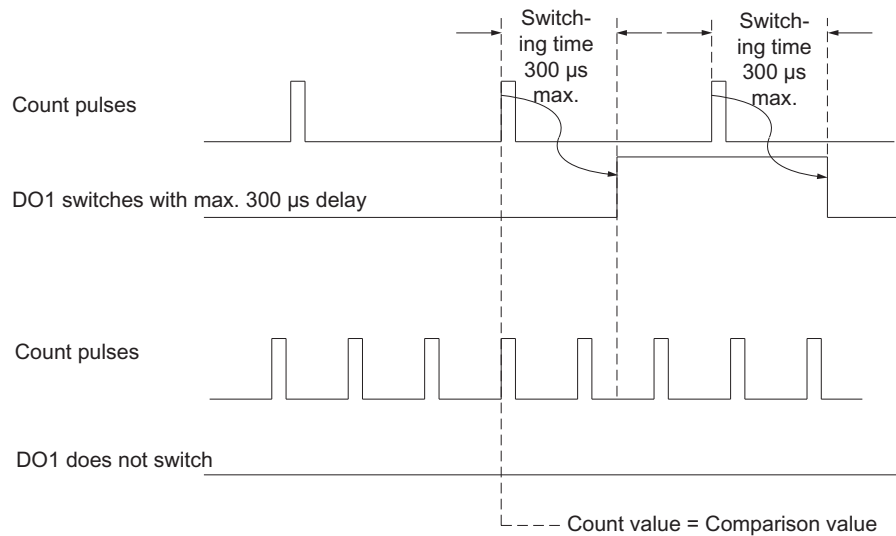 Switch-
ing time
300 µs
max.
Switch-
ing time
300 µs
max.
Count pulses
DO1 switches with max. 300 µs delay
Count pulses
DO1 does not switch
Count value = Comparison value